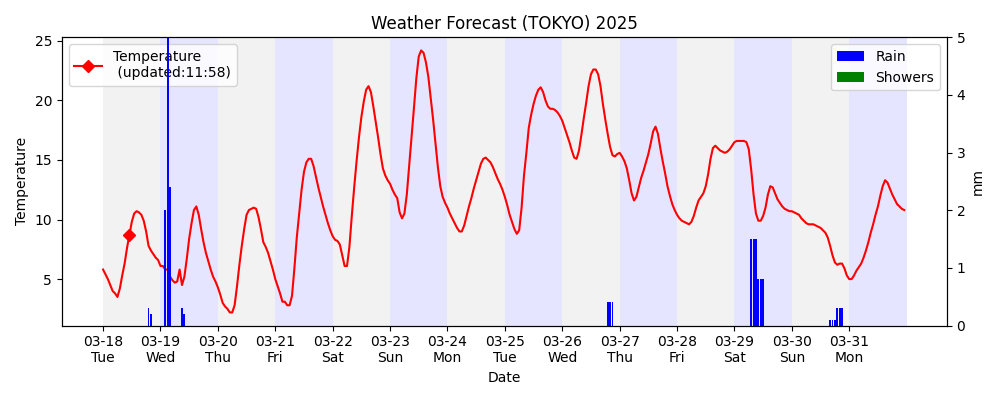 Weather Forecast (TOKYO) 2025
Temperature
(updated:11:58)
Rain
Showers
Temperature
25
20
15
10
5
5
4
3
2
1
0
mm
03-18 03-19 03-20 03-21 03-22 03-23 03-24 03-25 03-26 03-27 03-28 03-29 03-30 03-31
Tue Wed Thu Fri Sat Sun Mon Tue Wed Thu Fri Sat Sun Mon
Date